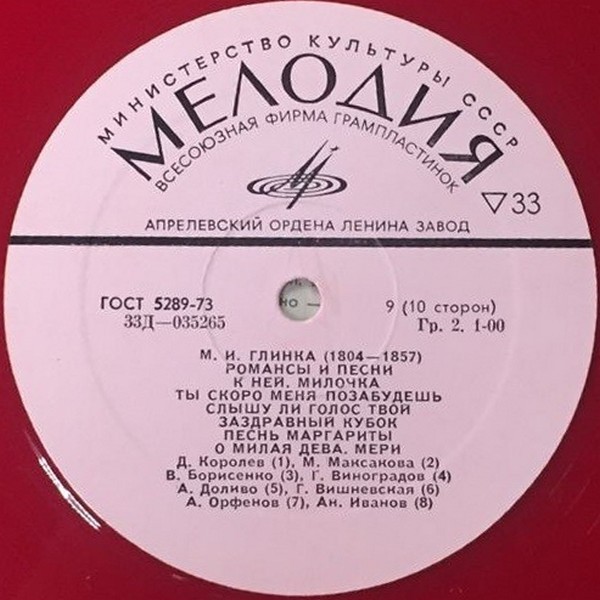 МИНИСТЕРСТВО КУЛЬТУРЫ СССР
МЕЛОДИЯ
ВСЕСОЮЗНАЯ ФИРМА ГРАМПЛАСТИНОК
33
АПРЕЛЕВСКИЙ ОРДЕНА ЛЕНИНА ЗАВОД
ГОСТ 5289-73
33Д—035265
но —
9 (10 сторон)
Гр. 2. 1-00
М. И. ГЛИНКА (1804—1857)
РОМАНСЫ И ПЕСНИ
К НЕЙ. МИЛОЧКА
ТЫ СКОРО МЕНЯ ПОЗАБУДЕШЬ
СЛЫШУ ЛИ ГОЛОС ТВОЙ
ЗАЗДРАВНЫЙ КУБОК
ПЕСНЬ МАРГАРИТЫ
О МИЛАЯ ДЕВА. МЕРИ
Д. Королев (1), М. Максакова (2)
В. Борисенко (3), Г. Виноградов (4)
А. Доливо (5), Г. Вишневская (6)
А. Орфенов (7), Ан. Иванов (8)